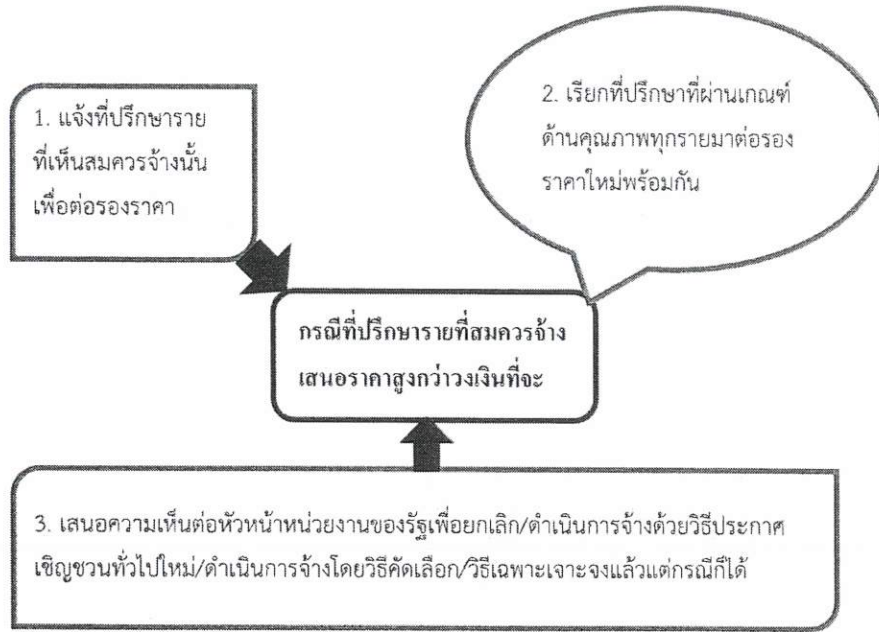 1. แจ้งที่ปรึกษาราย
ที่เห็นสมควรจ้างนั้น
เพื่อต่อรองราคา
2. เรียกที่ปรึกษาที่ผ่านเกณฑ์
ด้านคุณภาพทุกรายมาต่อรอง
ราคาใหม่พร้อมกัน
กรณีที่ปรึกษารายที่สมควรจ้าง
เสนอราคาสูงกว่าวงเงินที่จะ
3. เสนอความเห็นต่อหัวหน้าหน่วยงานของรัฐเพื่อยกเลิก/ดำเนินการจ้างด้วยวิธีประกาศ
เชิญชวนทั่วไปใหม่/ดำเนินการจ้างโดยวิธีคัดเลือก/วิธีเฉพาะเจาะจงแล้วแต่กรณีก็ได้